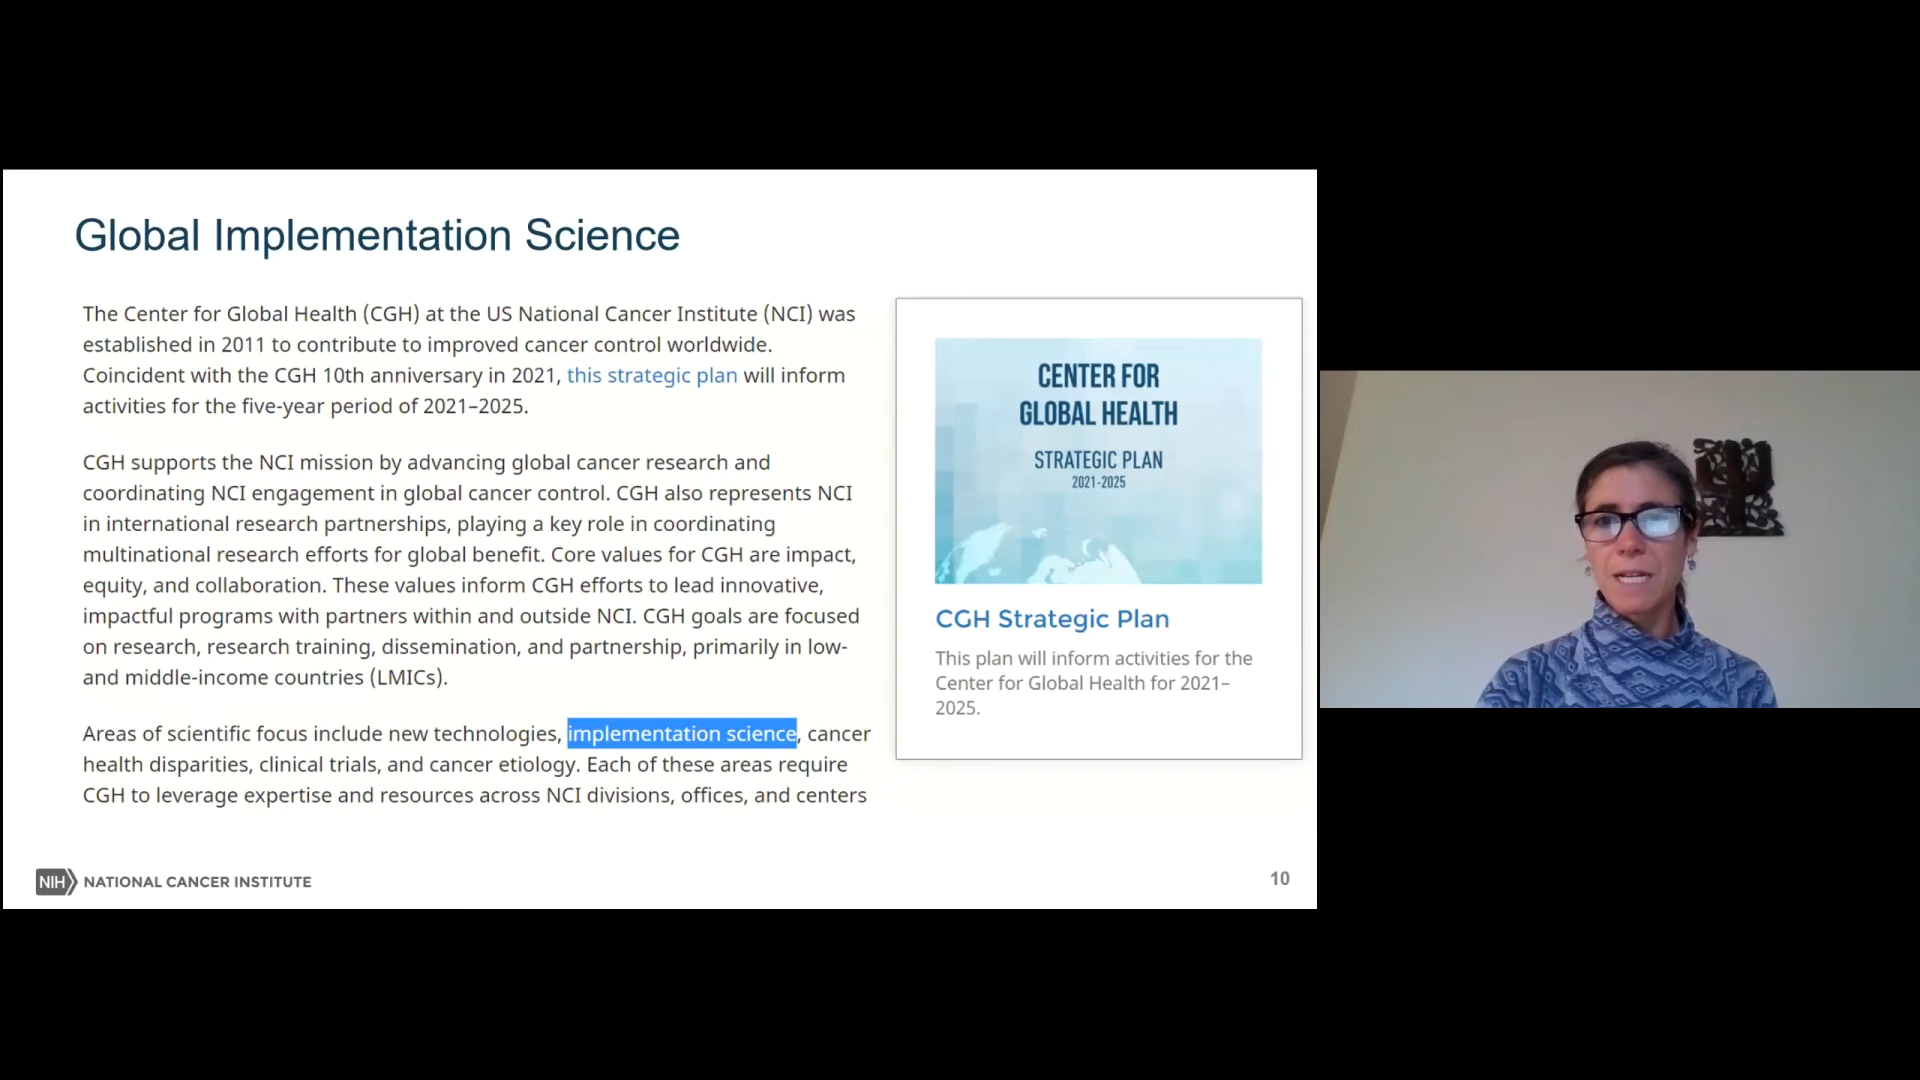 Global Implementation Science
The Center for Global Health (CGH) at the US National Cancer Institute (NCI) was
established in 2011 to contribute to improved cancer control worldwide.
Coincident with the CGH 10th anniversary in 2021, this strategic plan will inform
activities for the five-year period of 2021–2025.
CGH supports the NCI mission by advancing global cancer research and
coordinating NCI engagement in global cancer control. CGH also represents NCI
in international research partnerships, playing a key role in coordinating
multinational research efforts for global benefit. Core values for CGH are impact,
equity, and collaboration. These values inform CGH efforts to lead innovative,
impactful programs with partners within and outside NCI. CGH goals are focused
on research, research training, dissemination, and partnership, primarily in low-
and middle-income countries (LMICs).
Areas of scientific focus include new technologies, implementation science, cancer
health disparities, clinical trials, and cancer etiology. Each of these areas require
CGH to leverage expertise and resources across NCI divisions, offices, and centers
CENTER FOR
GLOBAL HEALTH
STRATEGIC PLAN
2021-2025
CGH Strategic Plan
This plan will inform activities for the
Center for Global Health for 2021–
2025.
NIH NATIONAL CANCER INSTITUTE
10